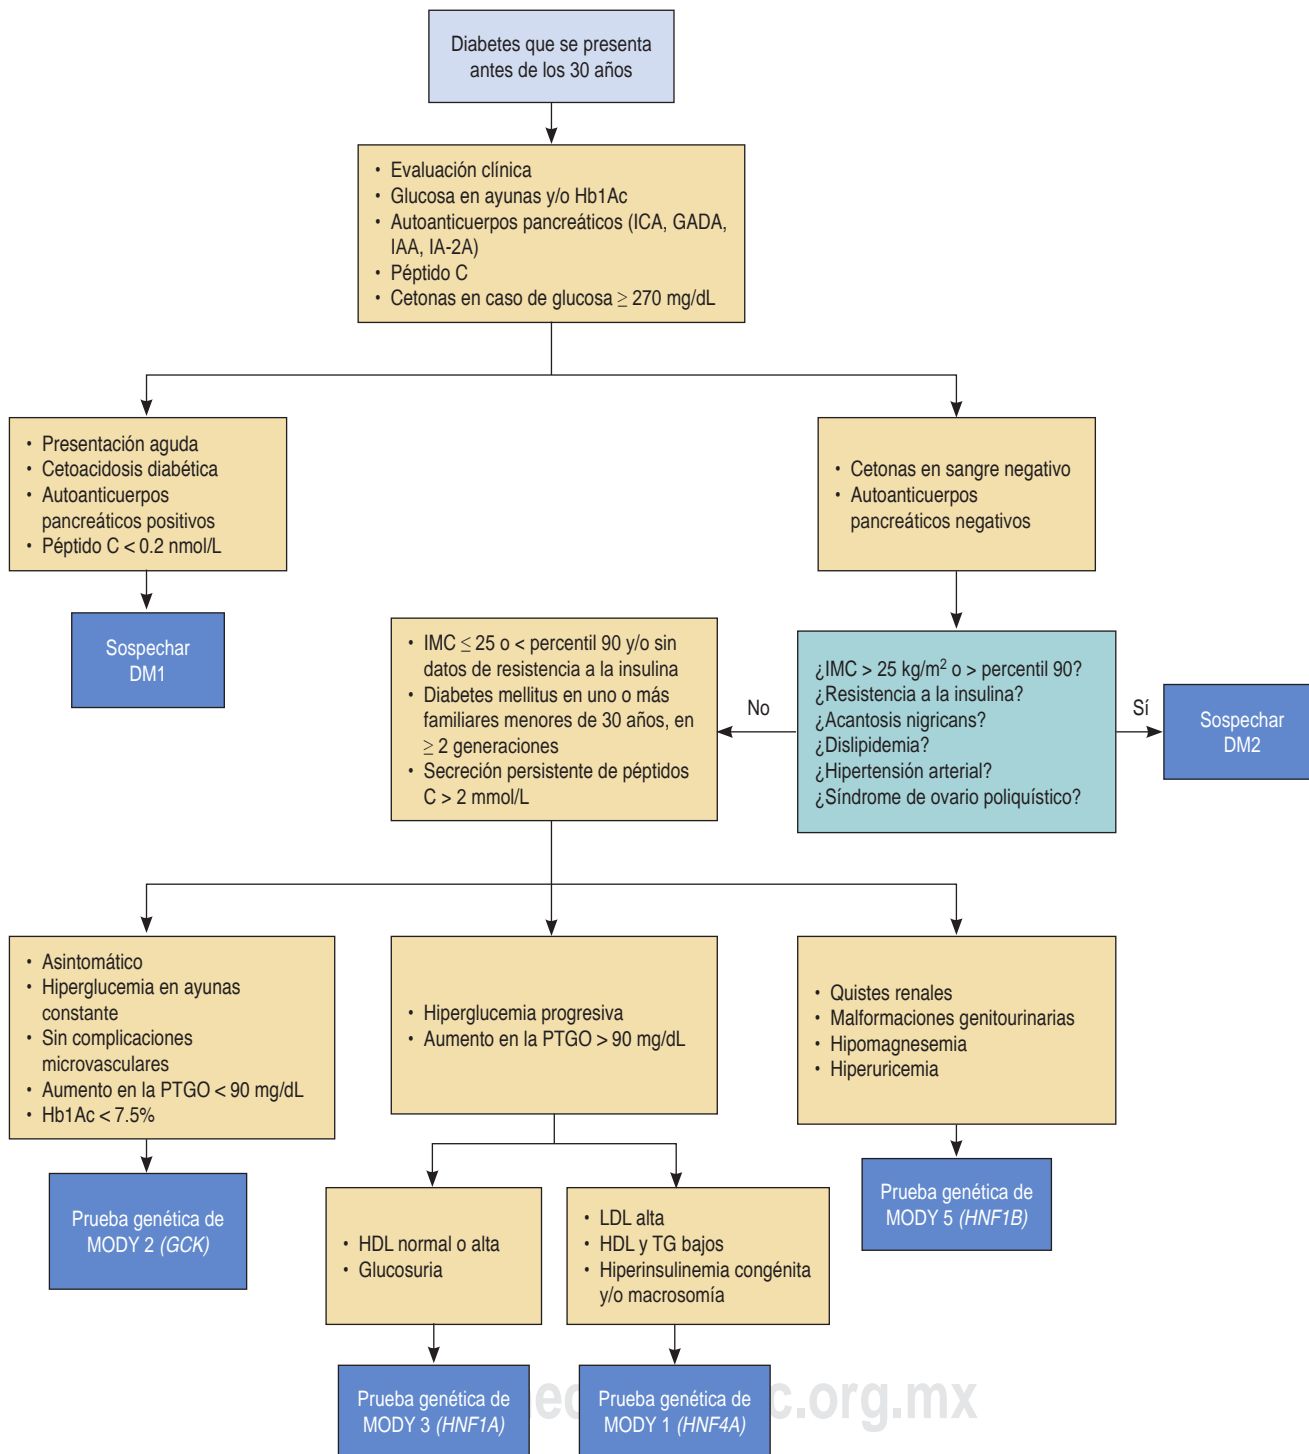 Diabetes que se presenta
antes de los 30 años
• Evaluación clínica
• Glucosa en ayunas y/o Hb1Ac
• Autoanticuerpos pancreáticos (ICA, GADA,
IAA, IA-2A)
• Péptido C
• Cetonas en caso de glucosa ≥ 270 mg/dL
• Presentación aguda
• Cetoacidosis diabética
• Autoanticuerpos
pancreáticos positivos
• Péptido C < 0.2 nmol/L
• Cetonas en sangre negativo
• Autoanticuerpos
pancreáticos negativos
Sospechar
DM1
• IMC ≤ 25 o < percentil 90 y/o sin
datos de resistencia a la insulina
• Diabetes mellitus en uno o más
familiares menores de 30 años, en
≥ 2 generaciones
• Secreción persistente de péptidos
C > 2 mmol/L
No
¿IMC > 25 kg/m² o > percentil 90?
¿Resistencia a la insulina?
¿Acantosis nigricans?
¿Dislipidemia?
¿Hipertensión arterial?
¿Síndrome de ovario poliquístico?
Sí
Sospechar
DM2
• Asintomático
• Hiperglucemia en ayunas
constante
• Sin complicaciones
microvasculares
• Aumento en la PTGO < 90 mg/dL
• Hb1Ac < 7.5%
• Hiperglucemia progresiva
• Aumento en la PTGO > 90 mg/dL
• Quistes renales
• Malformaciones genitourinarias
• Hipomagnesemia
• Hiperuricemia
Prueba genética de
MODY 2 (GCK)
• HDL normal o alta
• Glucosuria
• LDL alta
• HDL y TG bajos
• Hiperinsulinemia congénita
y/o macrosomía
Prueba genética de
MODY 5 (HNF1B)
Prueba genética de
MODY 3 (HNF1A)
Prueba genética de
MODY 1 (HNF4A)
c.org.mx